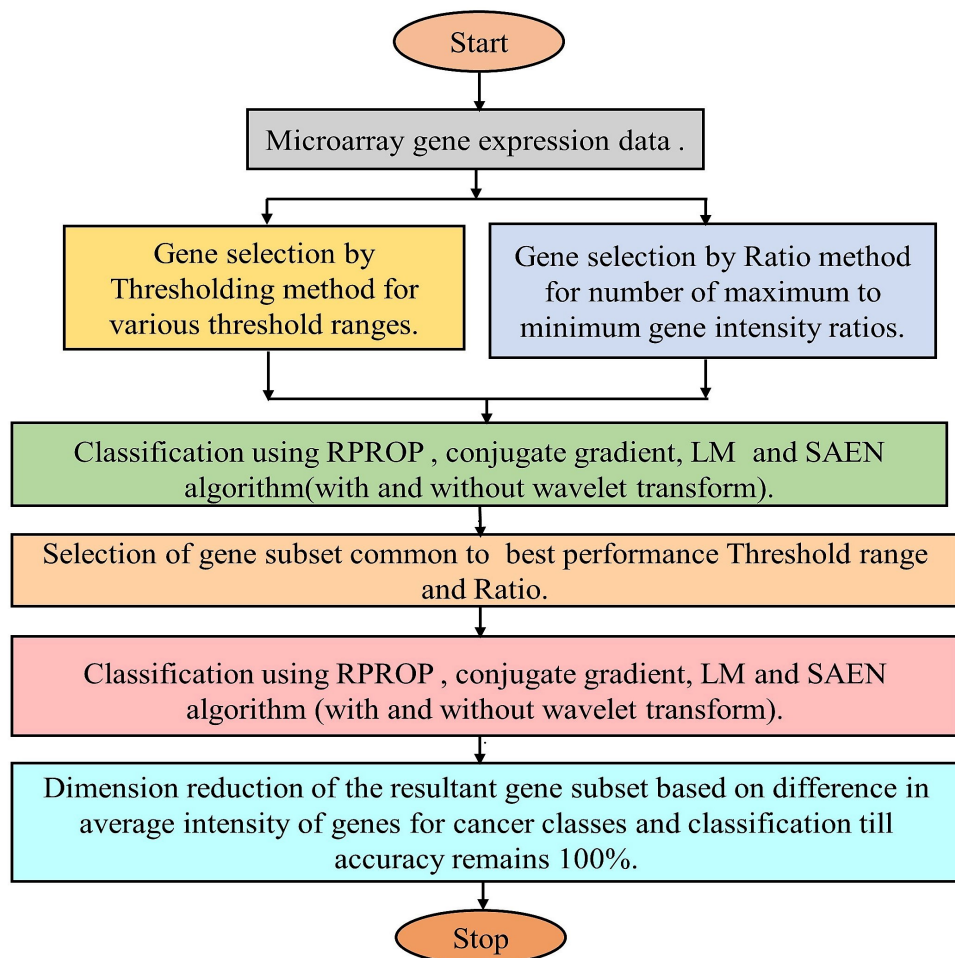 Start
Microarray gene expression data .
Gene selection by
Thresholding method for
various threshold ranges.
Gene selection by Ratio method
for number of maximum to
minimum gene intensity ratios.
Classification using RPROP , conjugate gradient, LM and SAEN
algorithm(with and without wavelet transform).
Selection of gene subset common to best performance Threshold range
and Ratio.
Classification using RPROP , conjugate gradient, LM and SAEN
algorithm (with and without wavelet transform).
Dimension reduction of the resultant gene subset based on difference in
average intensity of genes for cancer classes and classification till
accuracy remains 100%.
Stop